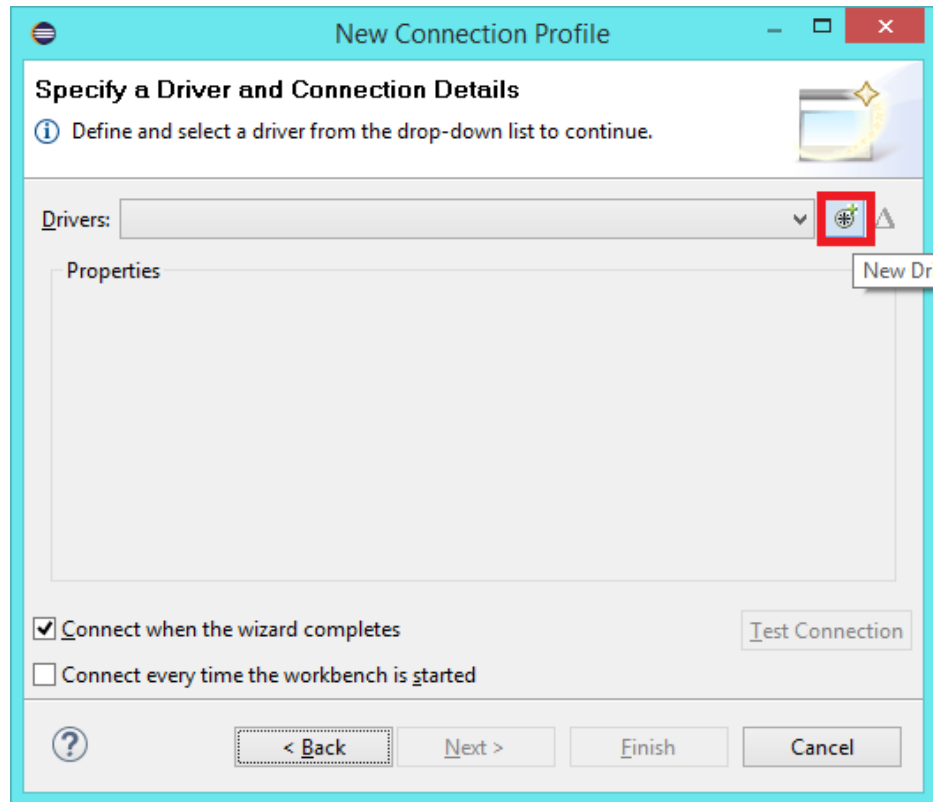 New Connection Profile
Specify a Driver and Connection Details
Define and select a driver from the drop-down list to continue.
Drivers:
New Dr
Properties
Connect when the wizard completes
Test Connection
Connect every time the workbench is started
?
< Back
Next >
Finish
Cancel